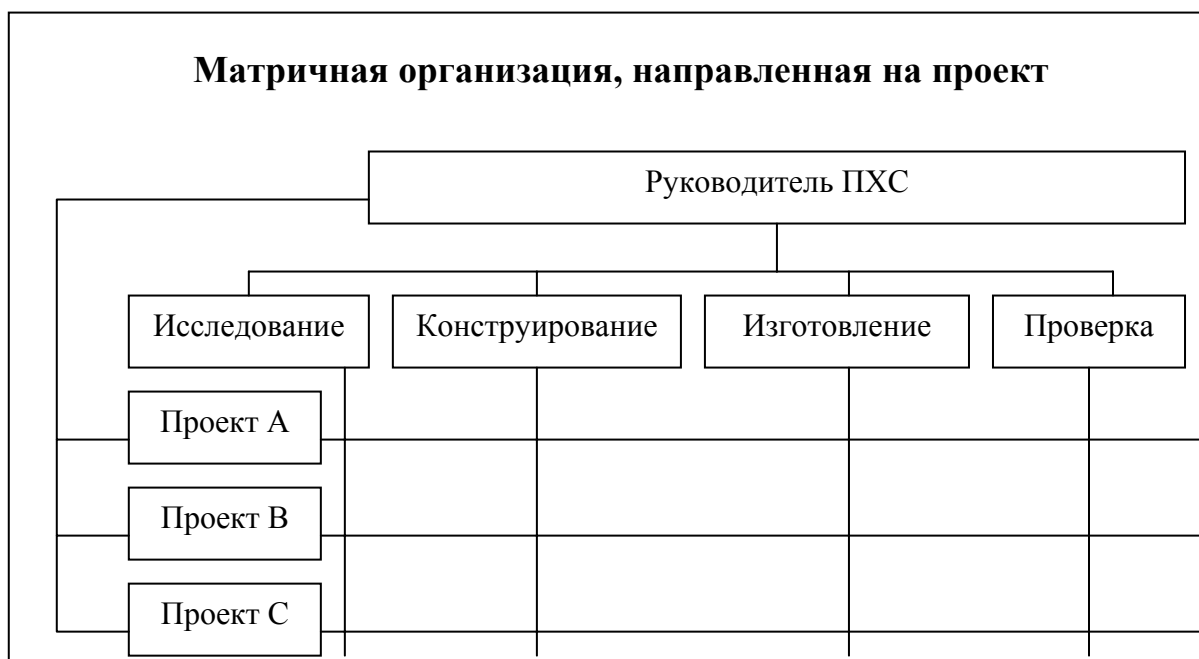 Матричная организация, направленная на проект
Руководитель ПХС
Исследование
Конструирование
Изготовление
Проверка
Проект А
Проект В
Проект С